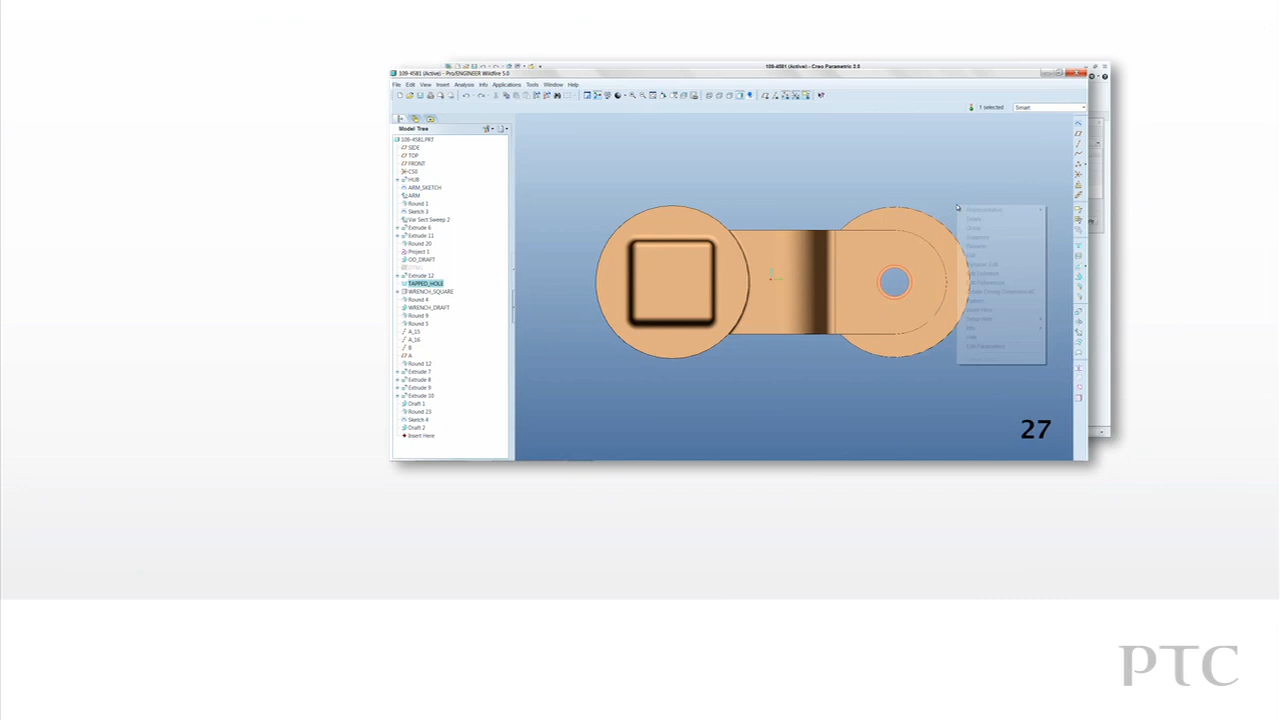 109-4581 (Active) - Creo Parametric 2.0
109-4581 (Active) - Pro/ENGINEER Wildfire 5.0
File Edit View Insert Analysis Info Applications Tools Window Help
1 selected
Smart
Model Tree
109-4581.PRT
SIDE
TOP
FRONT
CS0
HUB
ARM_SKETCH
ARM
Round 1
Sketch 3
Var Sect Sweep 2
Extrude 6
Extrude 11
Round 20
Project 1
OD_DRAFT
Extrude 12
TAPPED_HOLE
WRENCH_SQUARE
Round 4
WRENCH_DRAFT
Round 9
Round 5
A_15
A_16
B
A
Round 12
Extrude 7
Extrude 8
Extrude 9
Extrude 10
Draft 1
Round 23
Sketch 4
Draft 2
Insert Here
27
PTC